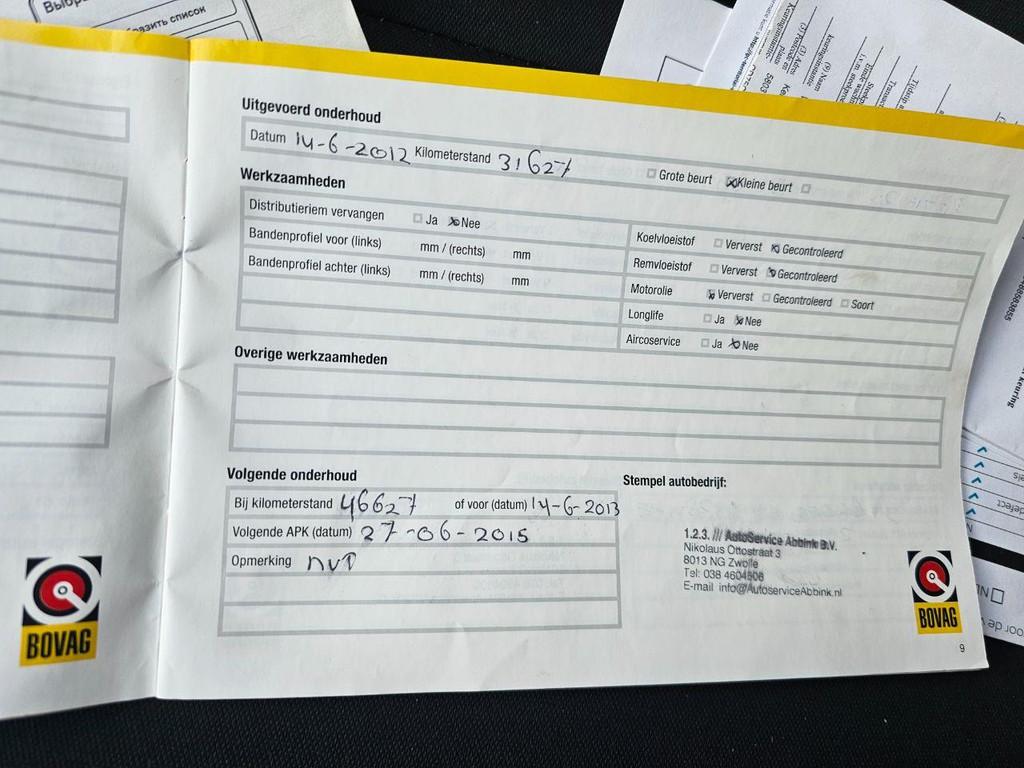 разить список
Uitgevoerd onderhoud
Datum 14-6-2012 Kilometerstand 31627 Grote beurt Kleine beurt
Werkzaamheden
Distributieriem vervangen Ja Nee
Bandenprofiel voor (links) mm / (rechts) mm
Bandenprofiel achter (links) mm / (rechts) mm
Koelvloeistof Ververst Gecontroleerd
Remvloeistof Ververst Gecontroleerd
Motorolie Ververst Gecontroleerd Soort
Longlife Ja Nee
Aircoservice Ja Nee
Overige werkzaamheden
Volgende onderhoud
Bij kilometerstand 46627 of voor (datum) 14-6-2013
Volgende APK (datum) 27-06-2015
Opmerking nvt
Stempel autobedrijf:
1.2.3. /// AutoService Abbink B.V.
Nikolaus Ottostraat 3
8013 NG Zwolle
Tel: 038 4604506
E-mail info@AutoserviceAbbink.nl
BOVAG
BOVAG
9